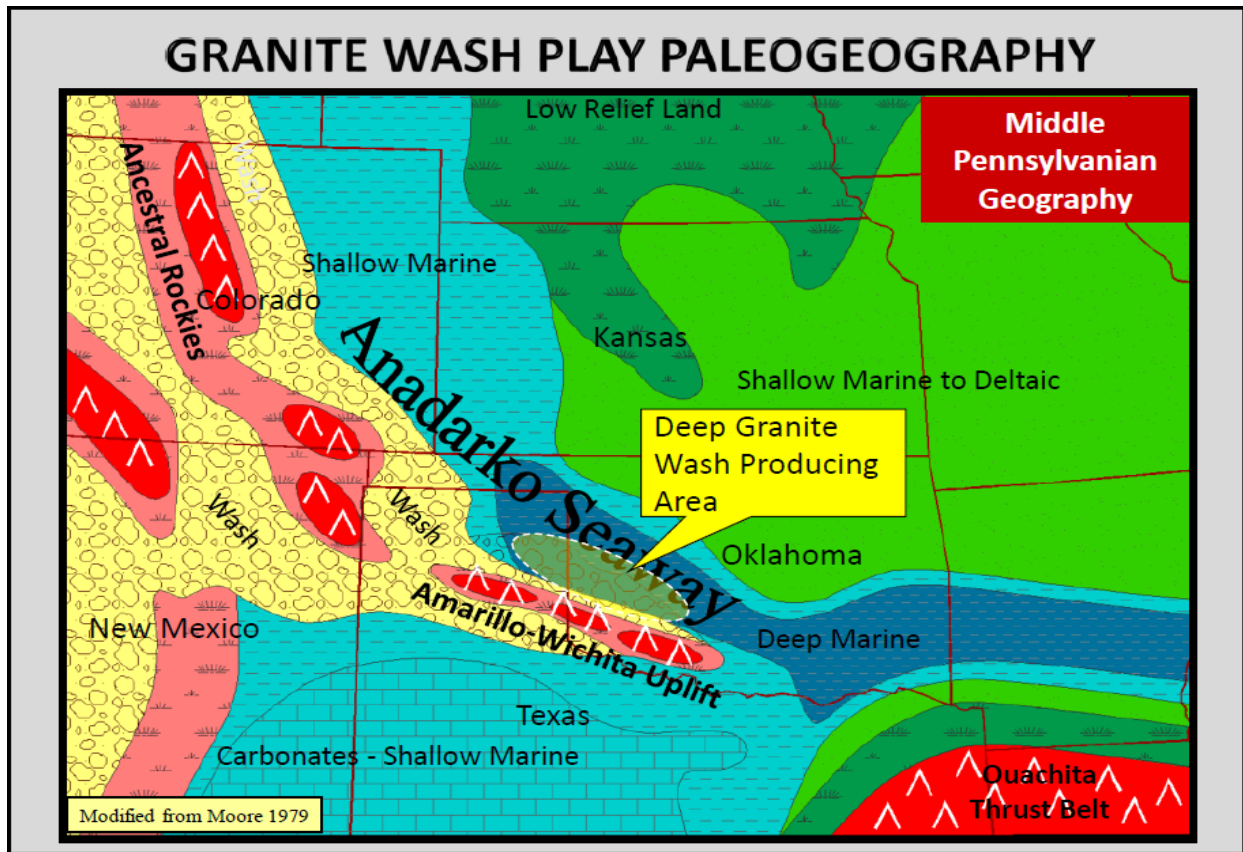 GRANITE WASH PLAY PALEOGEOGRAPHY
Low Relief Land
Middle
Pennsylvanian
Geography
Wash
Ancestral Rockies
Shallow Marine
Colorado
Anadarko Seaway
Kansas
Shallow Marine to Deltaic
Deep Granite
Wash Producing
Area
Wash
Wash
Oklahoma
Amarillo-Wichita Uplift
New Mexico
Deep Marine
Texas
Carbonates - Shallow Marine
Ouachita
Thrust Belt
Modified from Moore 1979